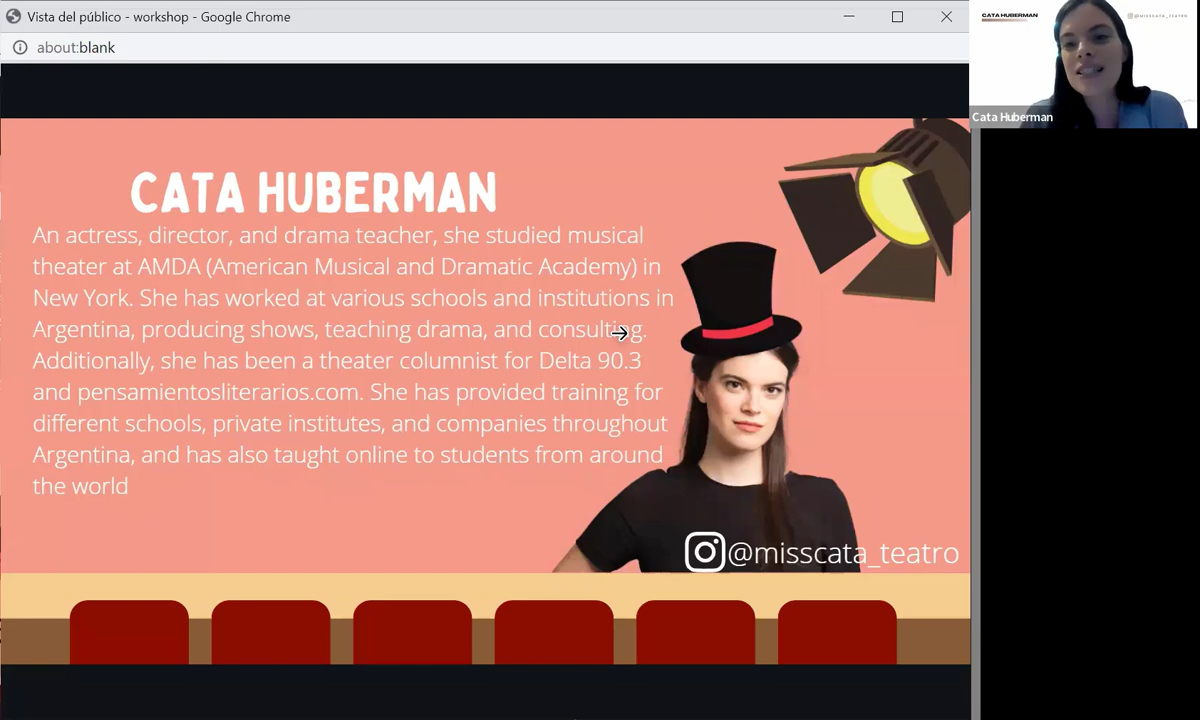 Vista del público - workshop - Google Chrome
about:blank
CATA HUBERMAN
An actress, director, and drama teacher, she studied musical
theater at AMDA (American Musical and Dramatic Academy) in
New York. She has worked at various schools and institutions in
Argentina, producing shows, teaching drama, and consulting.
Additionally, she has been a theater columnist for Delta 90.3
and pensamientosliterarios.com. She has provided training for
different schools, private institutes, and companies throughout
Argentina, and has also taught online to students from around
the world
@misscata_teatro
CATA HUBERMAN
@MISSCATA_TEATRO
Cata Huberman